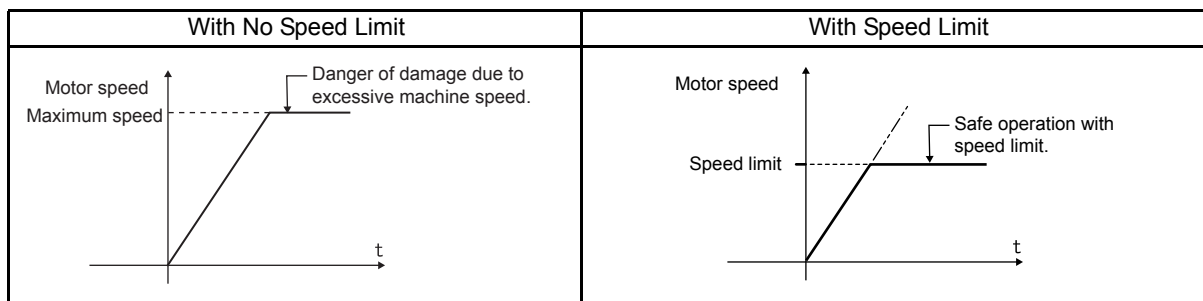 With No Speed Limit
With Speed Limit
Motor speed
Maximum speed
Danger of damage due to
excessive machine speed.
t
Motor speed
Speed limit
Safe operation with
speed limit.
t